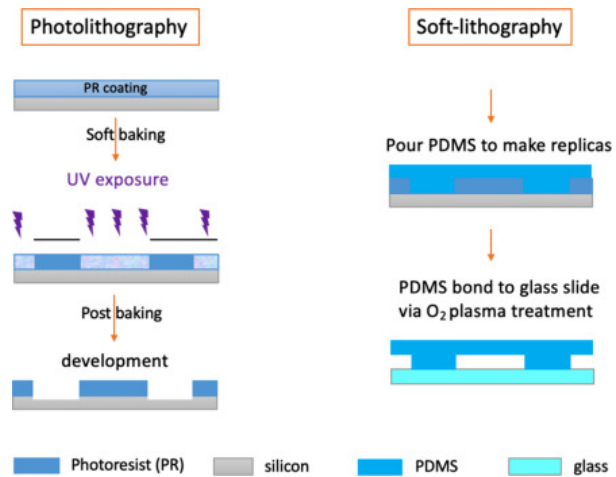 Photolithography
PR coating
Soft baking
UV exposure
Post baking
development
Soft-lithography
Pour PDMS to make replicas
PDMS bond to glass slide
via O₂ plasma treatment
Photoresist (PR)
silicon
PDMS
glass